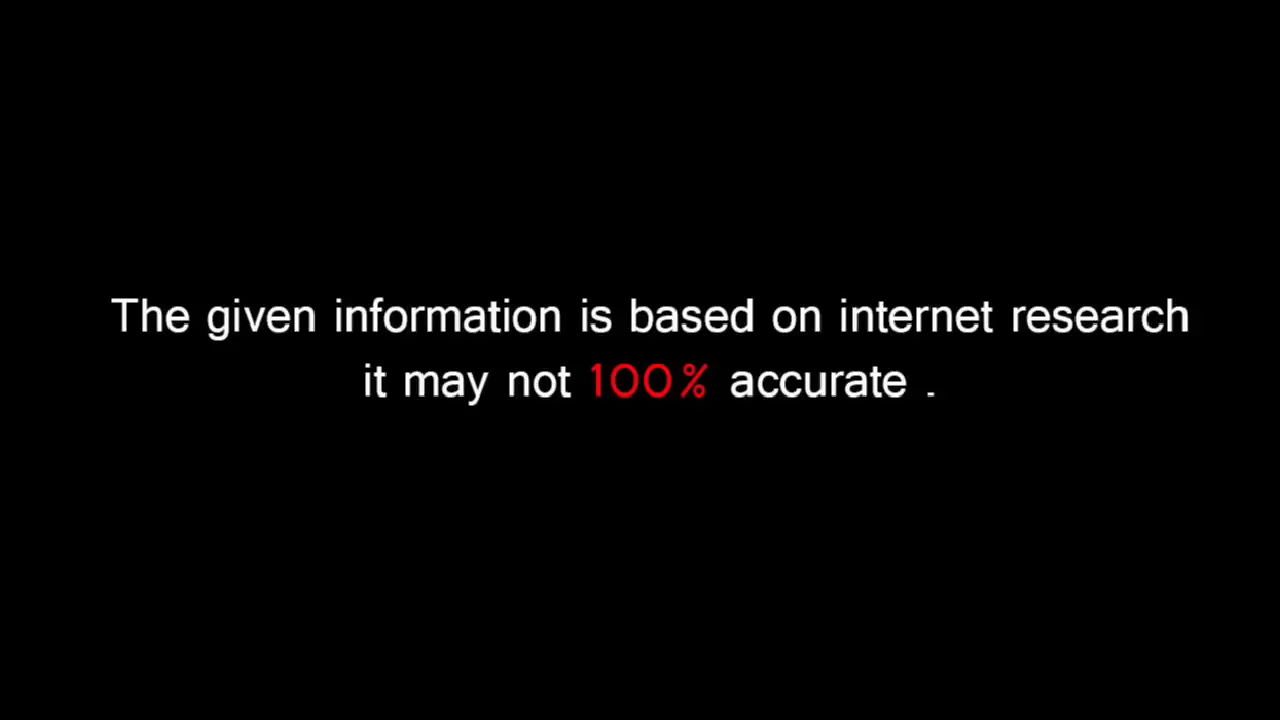 The given information is based on internet research
it may not 100% accurate .